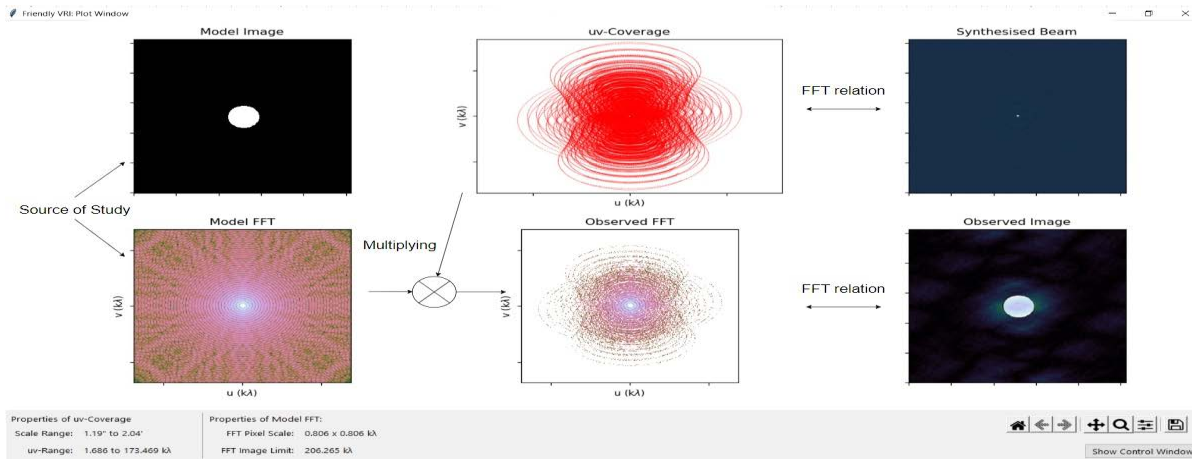 Friendly VRI: Plot Window
Model Image
uv-Coverage
Synthesised Beam
v (kλ)
u (kλ)
FFT relation
Source of Study
Model FFT
Multiplying
Observed FFT
Observed Image
v (kλ)
v (kλ)
FFT relation
u (kλ)
u (kλ)
Properties of uv-Coverage
Scale Range: 1.19" to 2.04'
uv-Range: 1.686 to 173.469 kλ
Properties of Model FFT:
FFT Pixel Scale: 0.806 x 0.806 kλ
FFT Image Limit: 206.265 kλ
Show Control Window